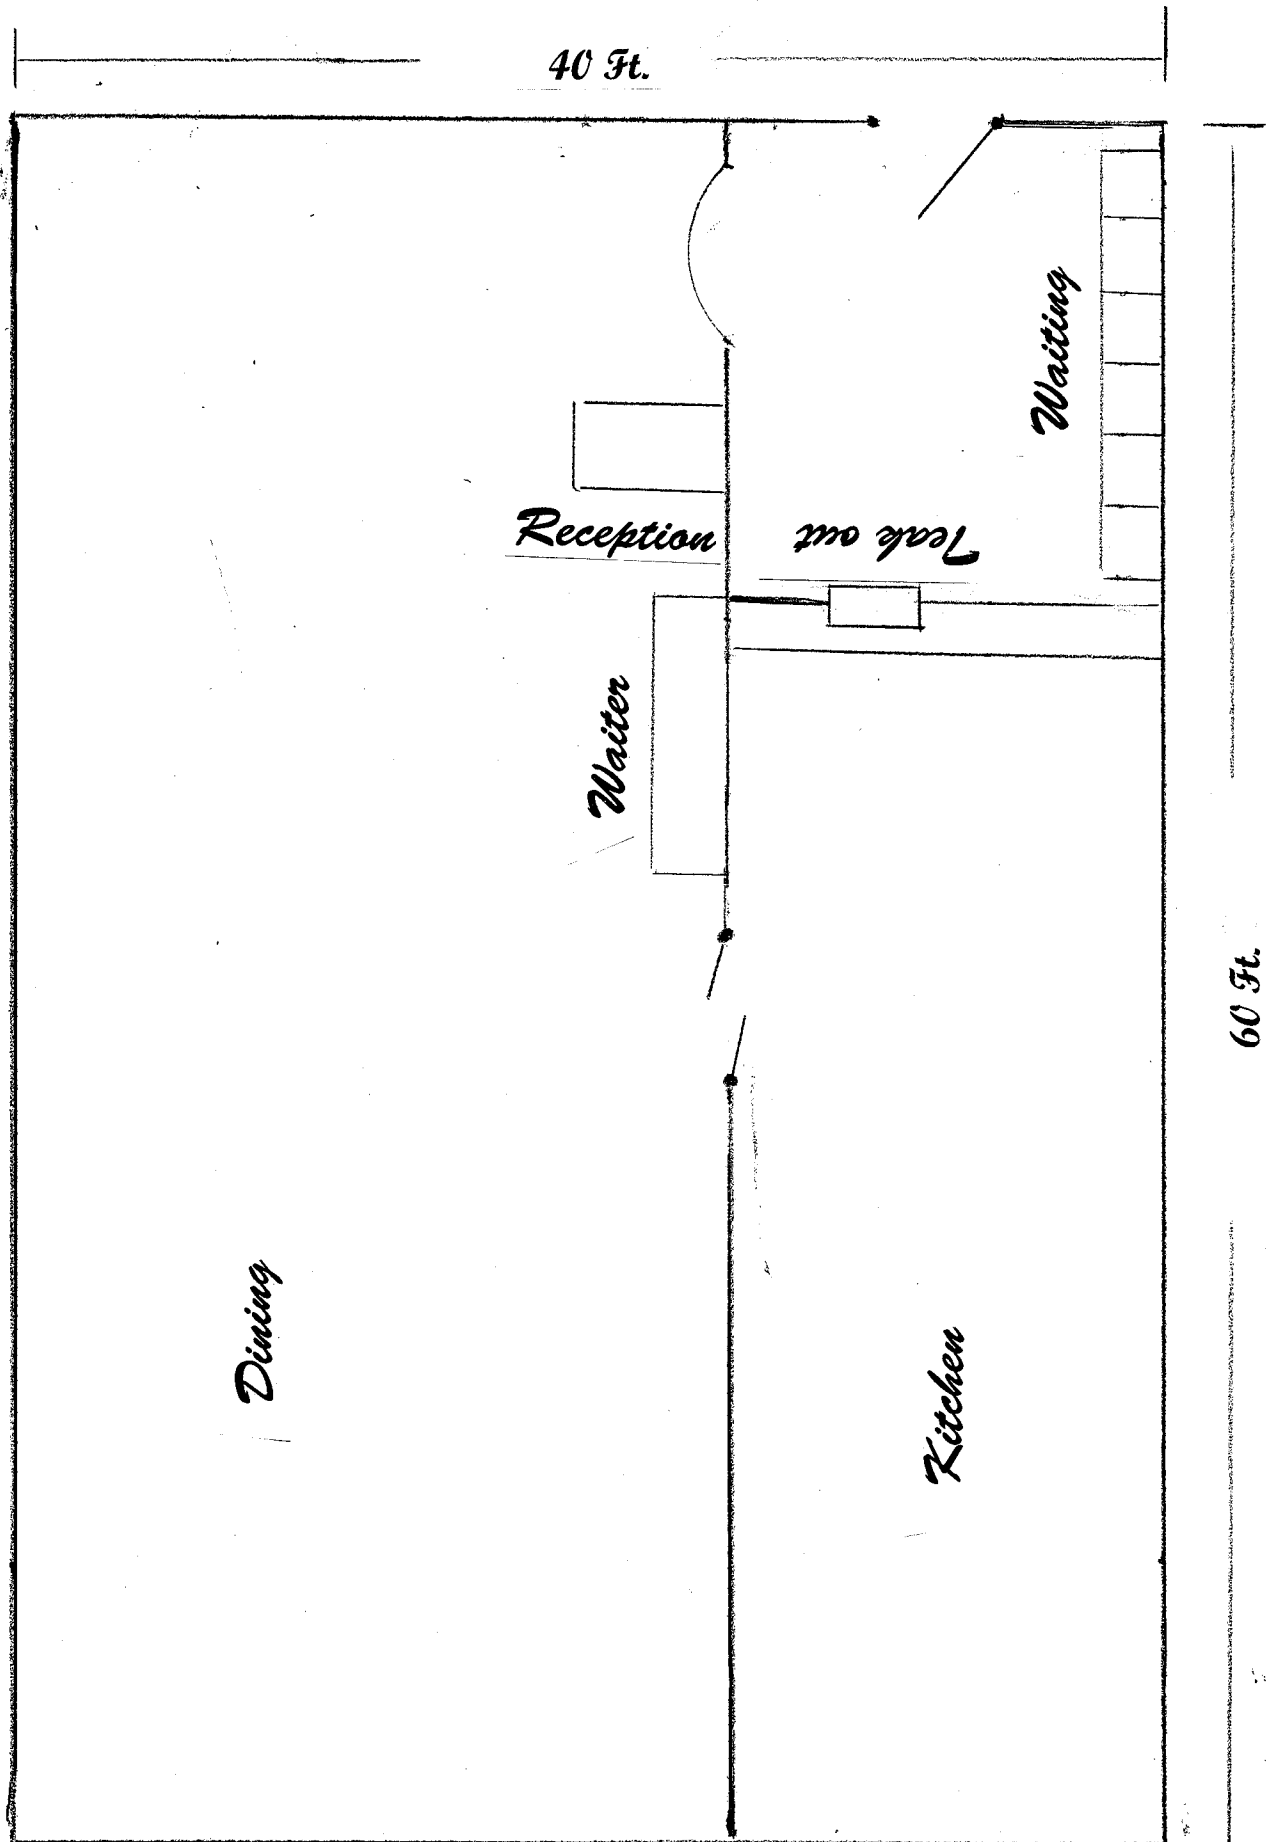 40 Ft.
Waiting
Reception
Teak out
Waiter
60 Ft.
Dining
Kitchen